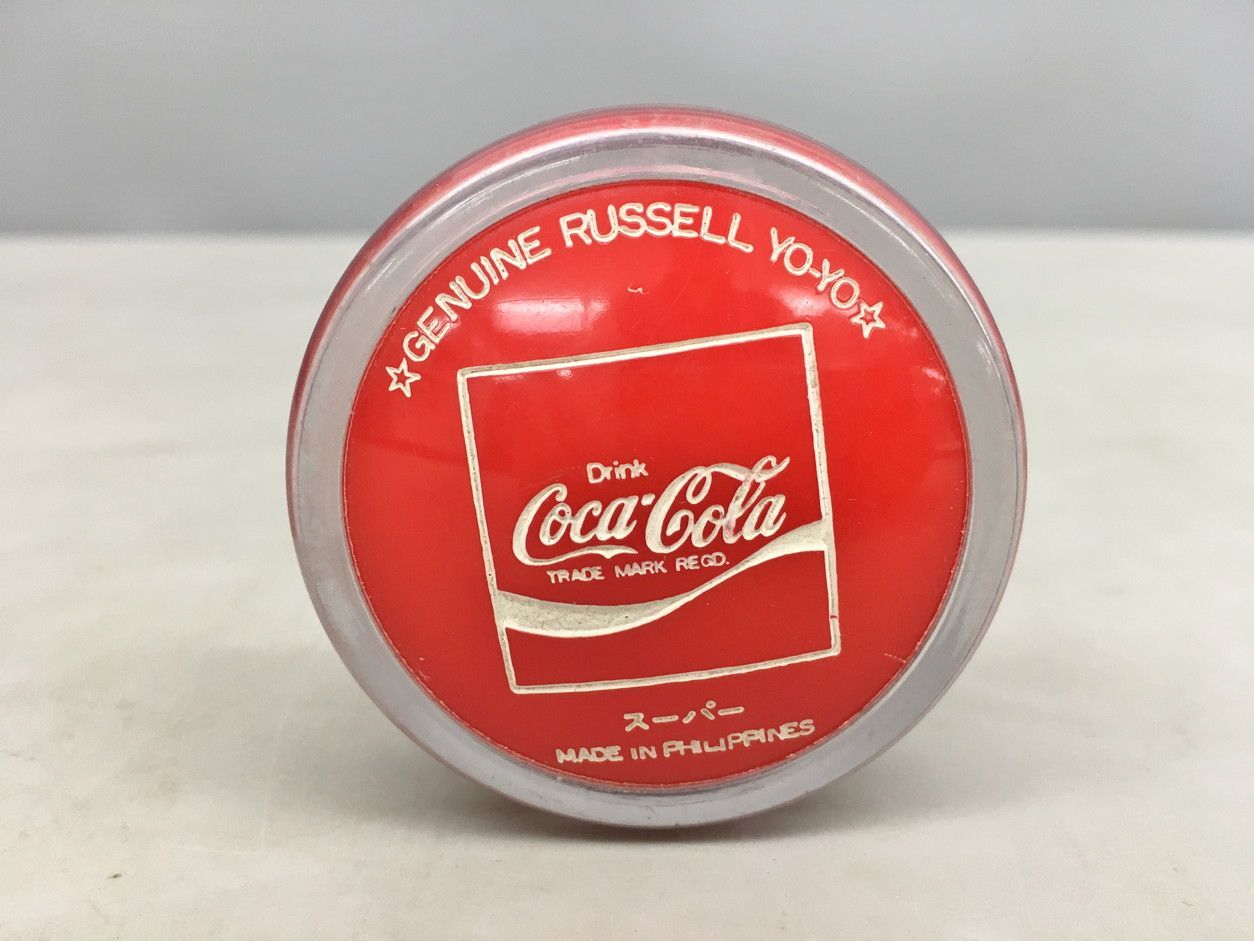 ☆GENUINE RUSSELL YO-YO☆
Drink
Coca-Cola
TRADE MARK REGD.
スーパー
MADE IN PHILIPPINES